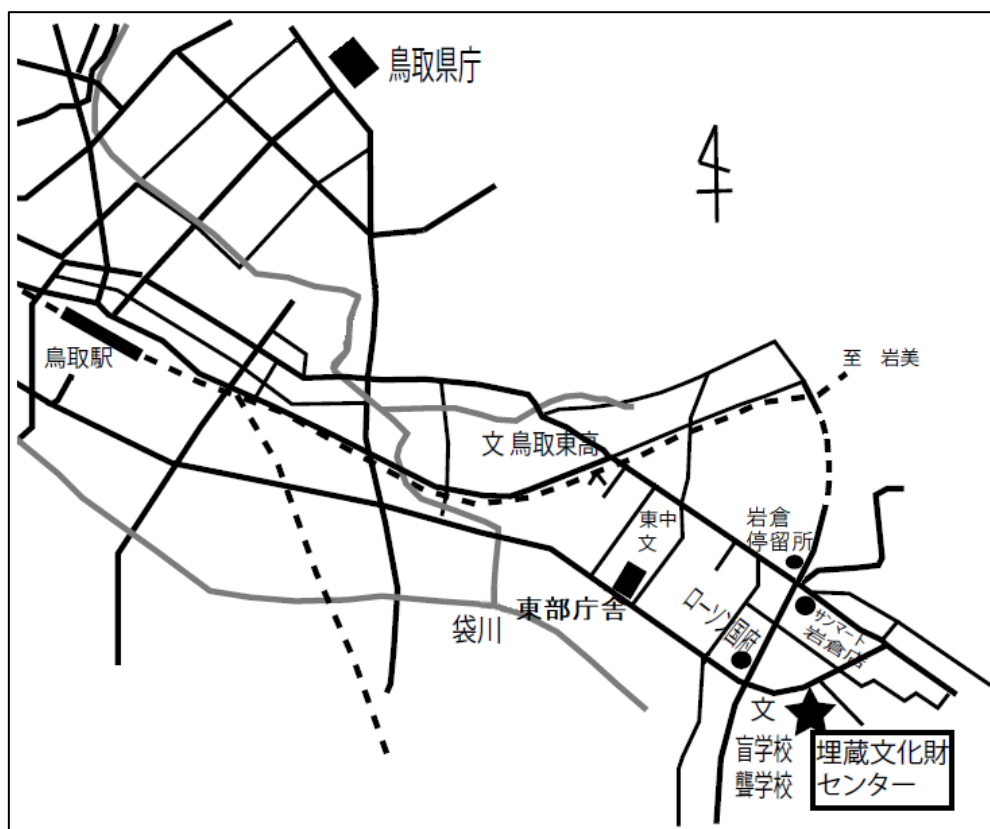 鳥取県庁
至　岩美
鳥取駅
文 鳥取東高
東中
文
岩倉
停留所
東部庁舎
袋川
ローソン
国府
サンマート
岩倉店
文
盲学校
聾学校
埋蔵文化財
センター